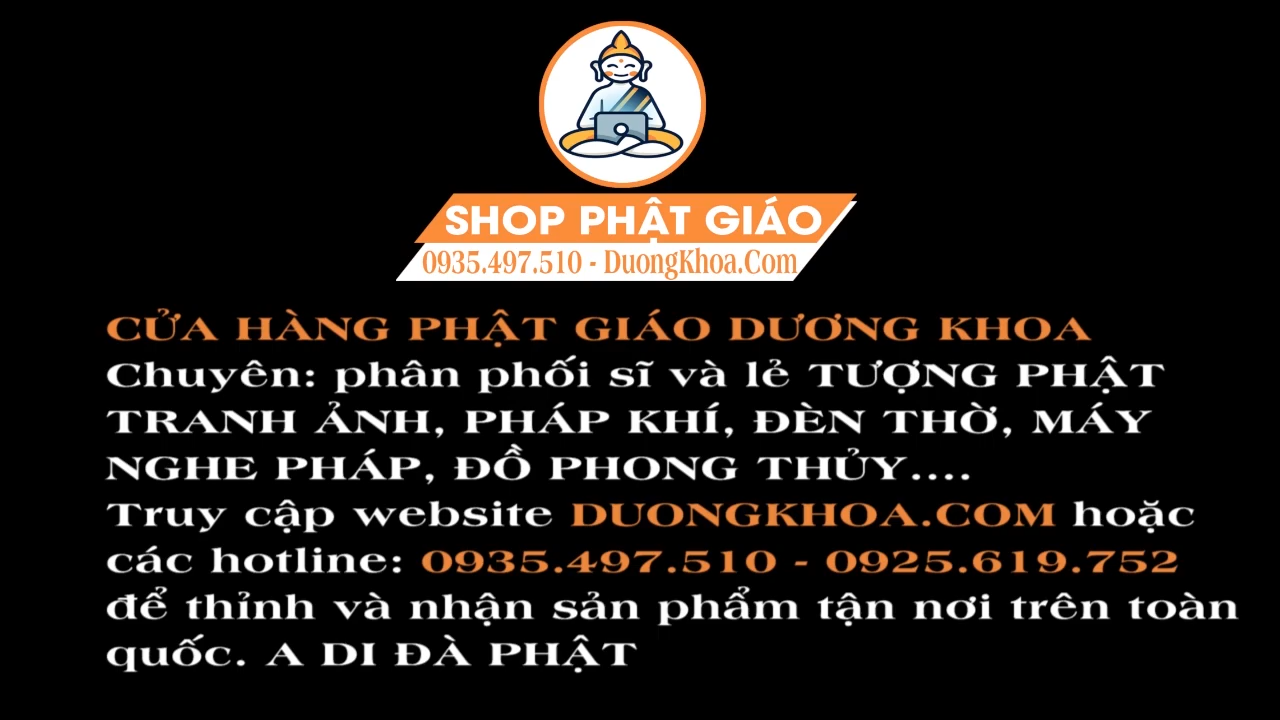 SHOP PHẬT GIÁO
0935.497.510 - DuongKhoa.Com
CỬA HÀNG PHẬT GIÁO DƯƠNG KHOA
Chuyên: phân phối sĩ và lẻ TƯỢNG PHẬT
TRANH ẢNH, PHÁP KHÍ, ĐÈN THỜ, MÁY
NGHE PHÁP, ĐỒ PHONG THỦY....
Truy cập website DUONGKHOA.COM hoặc
các hotline: 0935.497.510 - 0925.619.752
để thỉnh và nhận sản phẩm tận nơi trên toàn
quốc. A DI ĐÀ PHẬT